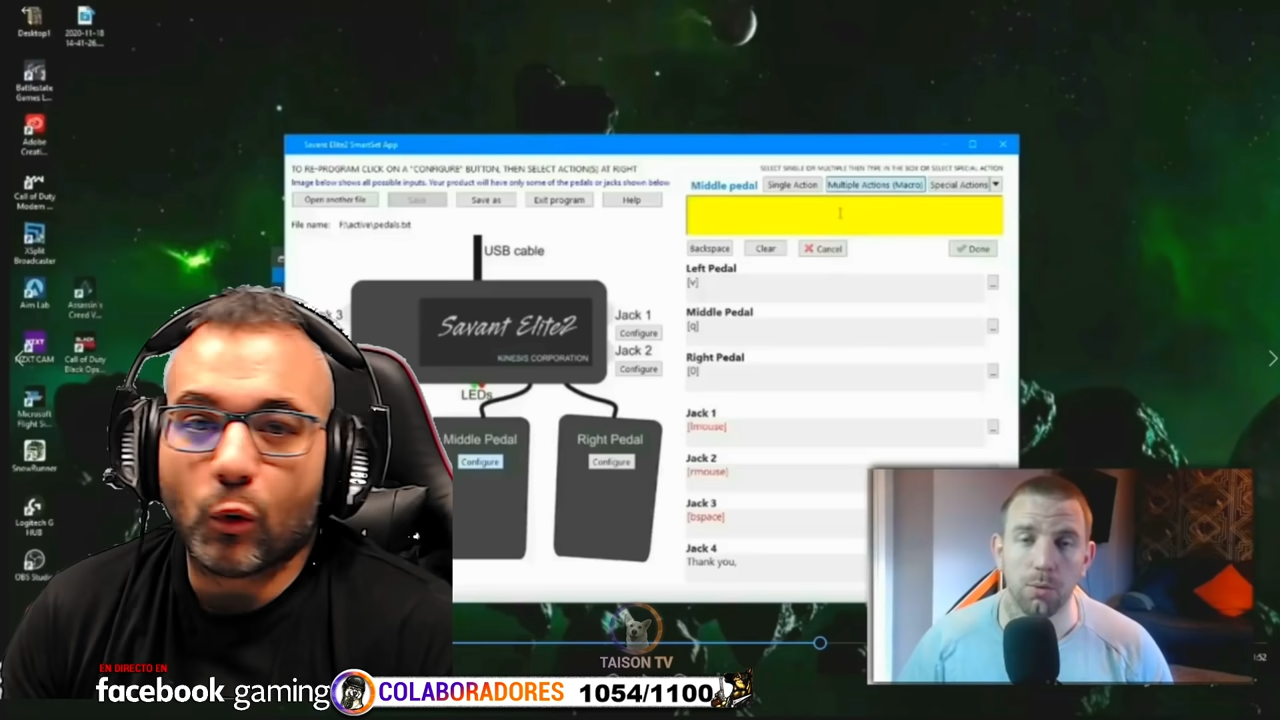 Desktop1
2020-11-18
14-41-26...
Battlestate
Games L...
Adobe
Creati...
Call of Duty
Modern ...
XSplit
Broadcaster
Aim Lab
Assassin's
Creed V...
NZXT CAM
Call of Duty
Black Ops...
Microsoft
Flight Si...
SnowRunner
Logitech G
HUB
OBS Studio
Savant Elite2 SmartSet App
TO RE-PROGRAM CLICK ON A "CONFIGURE" BUTTON, THEN SELECT ACTION(S) AT RIGHT
Image below shows all possible inputs. Your product will have only some of the pedals or jacks shown below
Open another file
Save
Save as
Exit program
Help
File name: F:\active\pedals.txt
SELECT SINGLE OR MULTIPLE THEN TYPE IN THE BOX OR SELECT SPECIAL ACTION
Middle pedal
Single Action
Multiple Actions (Macro)
Special Actions
Backspace
Clear
Cancel
Done
USB cable
Savant Elite2
KINESIS CORPORATION
k 3
Jack 1
Configure
Jack 2
Configure
LEDs
Middle Pedal
Configure
Right Pedal
Configure
Left Pedal
[v]
...
Middle Pedal
[q]
...
Right Pedal
[0]
...
Jack 1
[lmouse]
...
Jack 2
[rmouse]
Jack 3
[bspace]
Jack 4
Thank you,
TAISON TV
EN DIRECTO EN
facebook gaming
COLABORADORES 1054/1100